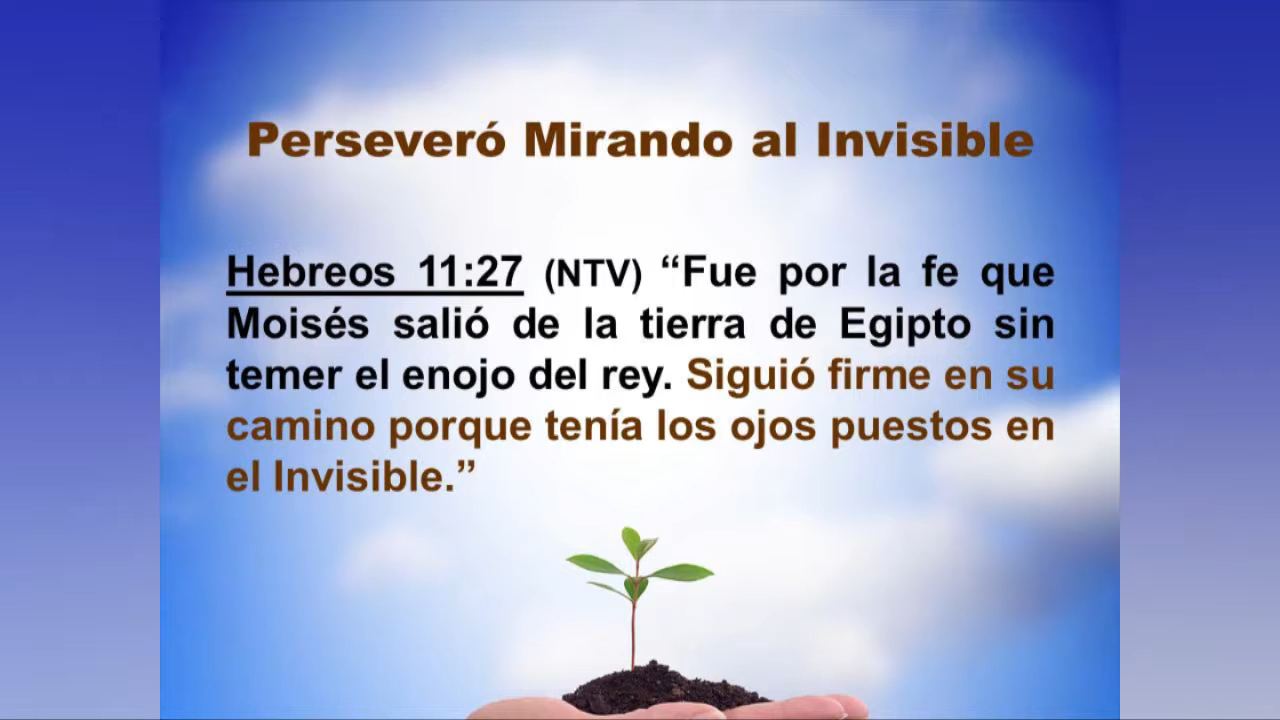 Perseveró Mirando al Invisible
Hebreos 11:27 (NTV) “Fue por la fe que
Moisés salió de la tierra de Egipto sin
temer el enojo del rey. Siguió firme en su
camino porque tenía los ojos puestos en
el Invisible.”